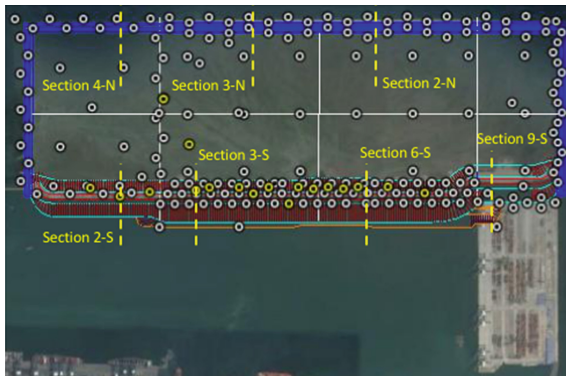 Section 4-N
Section 3-N
Section 2-N
Section 9-S
Section 3-S
Section 6-S
Section 2-S